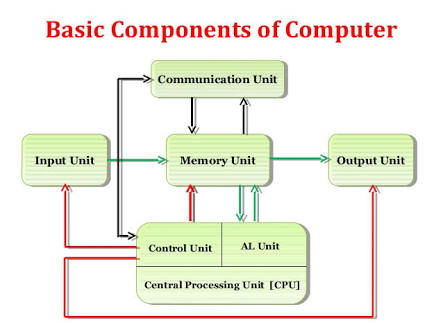 Basic Components of Computer
Communication Unit
Input Unit
Memory Unit
Output Unit
Control Unit
AL Unit
Central Processing Unit [CPU]